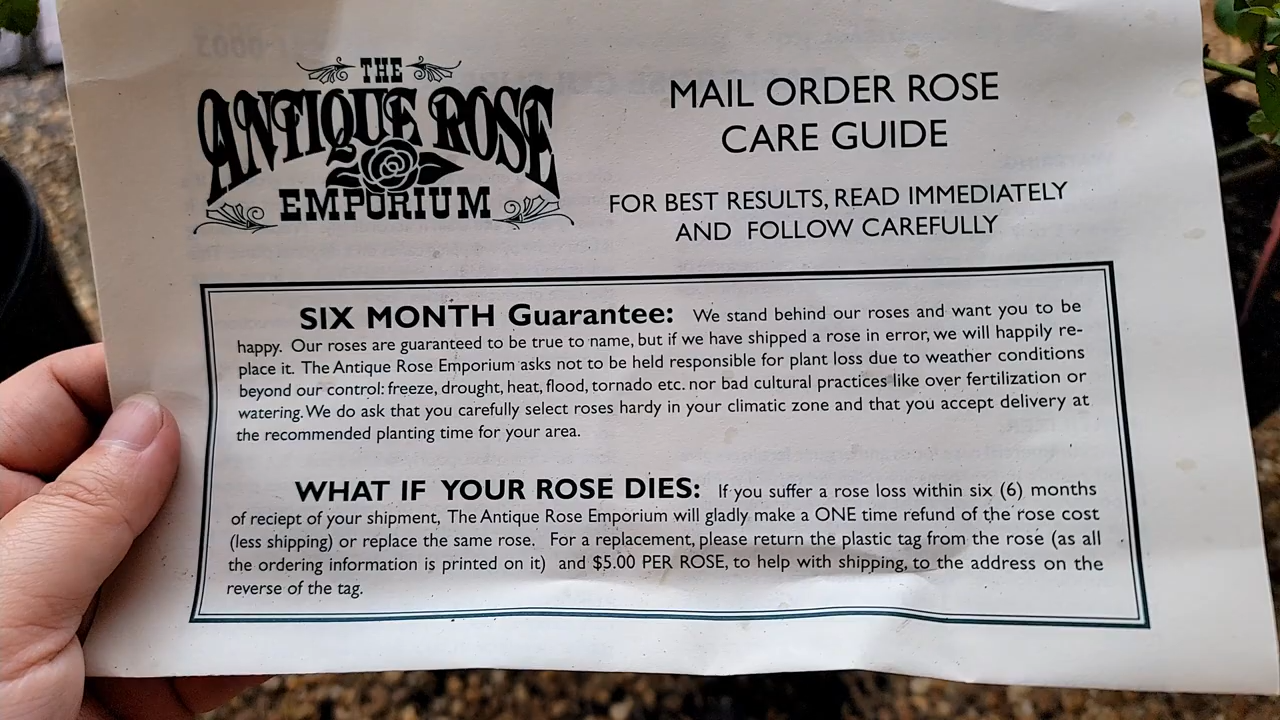 THE
ANTIQUE ROSE
EMPORIUM
MAIL ORDER ROSE
CARE GUIDE
FOR BEST RESULTS, READ IMMEDIATELY
AND FOLLOW CAREFULLY
SIX MONTH Guarantee: We stand behind our roses and want you to be
happy. Our roses are guaranteed to be true to name, but if we have shipped a rose in error, we will happily re-
place it. The Antique Rose Emporium asks not to be held responsible for plant loss due to weather conditions
beyond our control: freeze, drought, heat, flood, tornado etc. nor bad cultural practices like over fertilization or
watering. We do ask that you carefully select roses hardy in your climatic zone and that you accept delivery at
the recommended planting time for your area.
WHAT IF YOUR ROSE DIES: If you suffer a rose loss within six (6) months
of reciept of your shipment, The Antique Rose Emporium will gladly make a ONE time refund of the rose cost
(less shipping) or replace the same rose. For a replacement, please return the plastic tag from the rose (as all
the ordering information is printed on it) and $5.00 PER ROSE, to help with shipping, to the address on the
reverse of the tag.